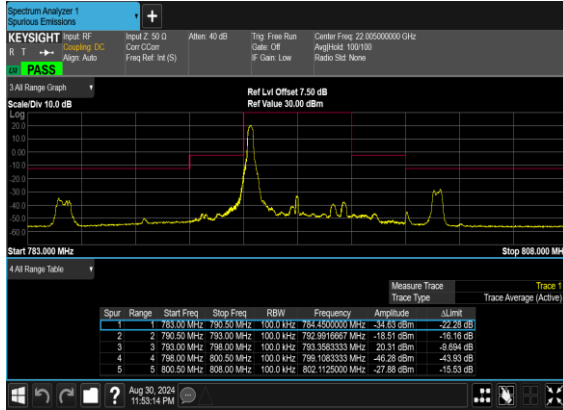 Spectrum Analyzer 1
Spurious Emissions
+
KEYSIGHT Input: RF Input Z: 50 Ω Atten: 40 dB Trig: Free Run Center Freq: 22.005000000 GHz
R T Coupling: DC Corr CCorr Gate: Off Avg|Hold: 100/100
Align: Auto Freq Ref: Int (S) IF Gain: Low Radio Std: None
PASS
3 All Range Graph
Ref Lvl Offset 7.50 dB
Scale/Div 10.0 dB Ref Value 30.00 dBm
Log
20.0
10.0
0.00
-10.0
-20.0
-30.0
-40.0
-50.0
-60.0
Start 783.000 MHz Stop 808.000 MH
4 All Range Table
Measure Trace Trace 1
Trace Type Trace Average (Active)
Spur Range Start Freq Stop Freq RBW Frequency Amplitude ΔLimit
1 1 783.00 MHz 790.50 MHz 100.0 kHz 784.4500000 MHz -34.63 dBm -22.28 dB
2 2 790.50 MHz 793.00 MHz 100.0 kHz 792.9916667 MHz -18.51 dBm -16.16 dB
3 3 793.00 MHz 798.00 MHz 100.0 kHz 793.3583333 MHz 20.31 dBm -9.694 dB
4 4 798.00 MHz 800.50 MHz 100.0 kHz 799.1083333 MHz -46.28 dBm -43.93 dB
5 5 800.50 MHz 808.00 MHz 100.0 kHz 802.1125000 MHz -27.88 dBm -15.53 dB
? Aug 30, 2024
11:53:14 PM